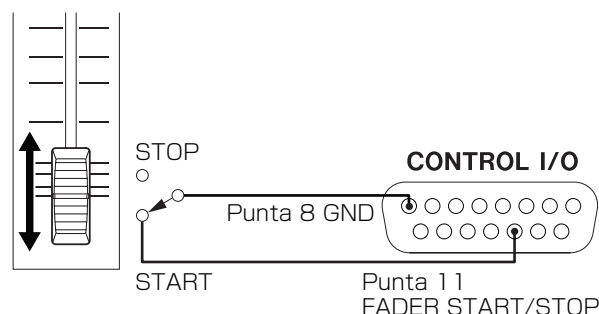 STOP
CONTROL I/O
Punta 8 GND
START
Punta 11
FADER START/STOP